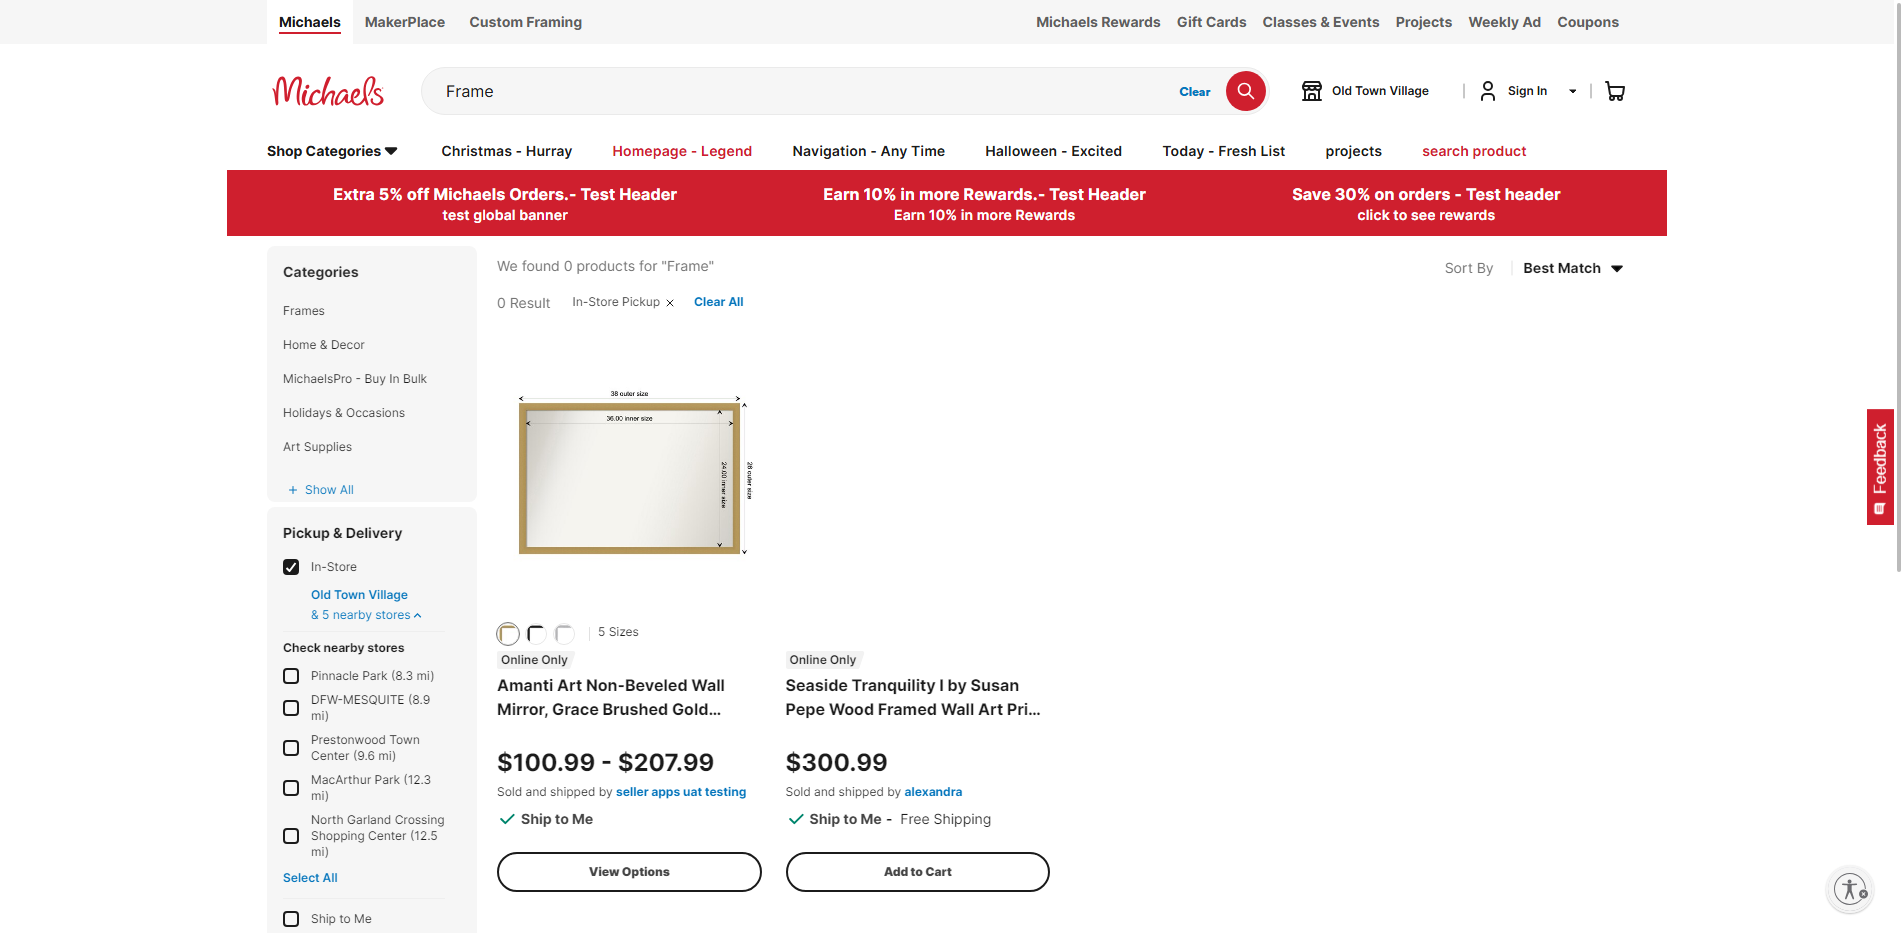 Michaels MakerPlace Custom Framing Michaels Rewards Gift Cards Classes & Events Projects Weekly Ad Coupons
Michaels Frame Clear Old Town Village Sign In
Shop Categories Christmas - Hurray Homepage - Legend Navigation - Any Time Halloween - Excited Today - Fresh List projects search product
Extra 5% off Michaels Orders.- Test Header Earn 10% in more Rewards.- Test Header Save 30% on orders - Test header
test global banner Earn 10% in more Rewards click to see rewards
Categories
Frames
Home & Decor
MichaelsPro - Buy In Bulk
Holidays & Occasions
Art Supplies
+ Show All
Pickup & Delivery
In-Store
Old Town Village
& 5 nearby stores
Check nearby stores
Pinnacle Park (8.3 mi)
DFW-MESQUITE (8.9
mi)
Prestonwood Town
Center (9.6 mi)
MacArthur Park (12.3
mi)
North Garland Crossing
Shopping Center (12.5
mi)
Select All
Ship to Me
We found 0 products for "Frame"
Sort By Best Match
0 Result In-Store Pickup Clear All
38 outer size
36.00 inner size
24.00 inner size
28 outer size
5 Sizes
Online Only
Amanti Art Non-Beveled Wall
Mirror, Grace Brushed Gold...
$100.99 - $207.99
Sold and shipped by seller apps uat testing
Ship to Me
View Options
Online Only
Seaside Tranquility I by Susan
Pepe Wood Framed Wall Art Pri...
$300.99
Sold and shipped by alexandra
Ship to Me - Free Shipping
Add to Cart
Feedback